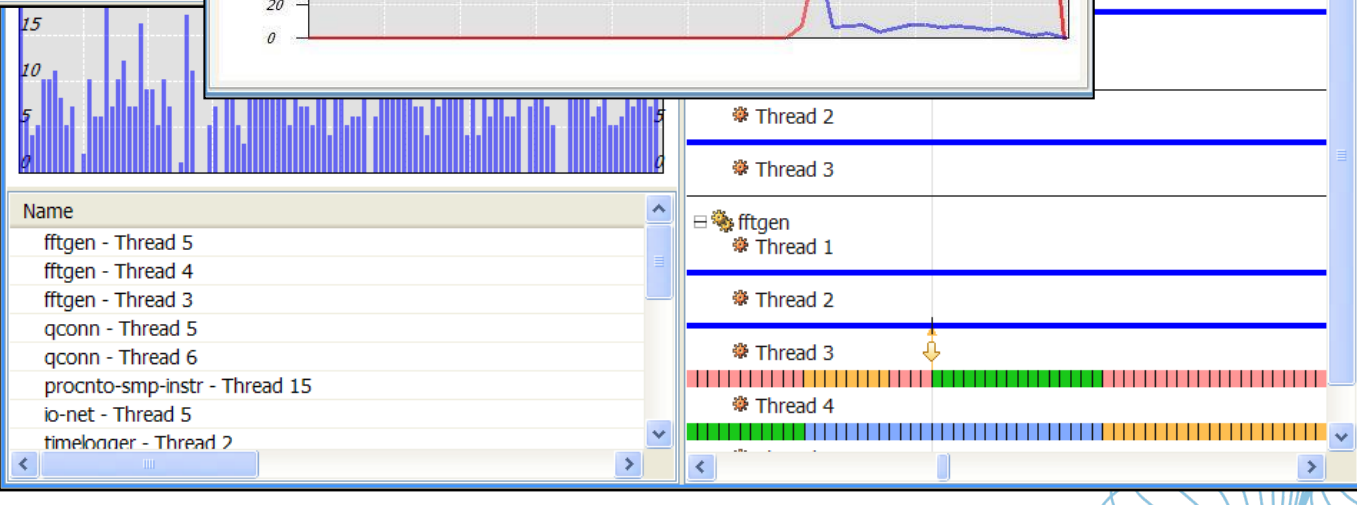 20
0
15
10
5
0
5
0
Name
fftgen - Thread 5
fftgen - Thread 4
fftgen - Thread 3
qconn - Thread 5
qconn - Thread 6
procnto-smp-instr - Thread 15
io-net - Thread 5
timelogger - Thread 2
Thread 2
Thread 3
fftgen
Thread 1
Thread 2
Thread 3
Thread 4